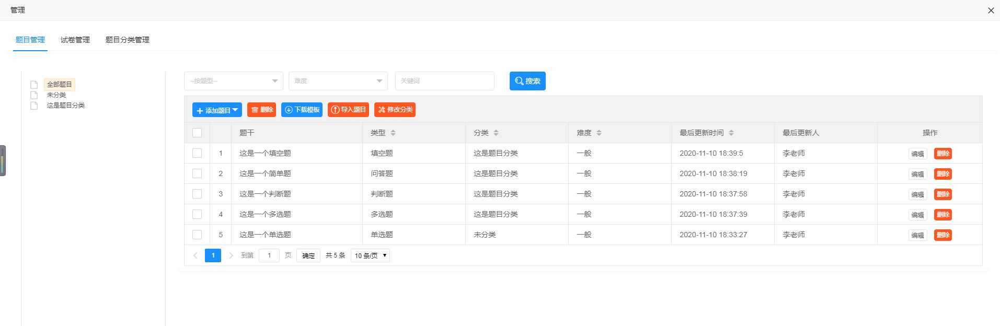 管理
题目管理 试卷管理 题目分类管理
全部题目
未分类
这是题目分类
--按题型-- 难度 关键词 搜索
添加题目 删除 下载模板 导入题目 修改分类
题干 类型 分类 难度 最后更新时间 最后更新人 操作
1 这是一个填空题 填空题 这是题目分类 一般 2020-11-10 18:39:5 李老师 编辑 删除
2 这是一个简单题 问答题 这是题目分类 一般 2020-11-10 18:38:19 李老师 编辑 删除
3 这是一个判断题 判断题 这是题目分类 一般 2020-11-10 18:37:58 李老师 编辑 删除
4 这是一个多选题 多选题 这是题目分类 一般 2020-11-10 18:37:39 李老师 编辑 删除
5 这是一个单选题 单选题 未分类 一般 2020-11-10 18:33:27 李老师 编辑 删除
1 到第 1 页 确定 共 5 条 10 条/页